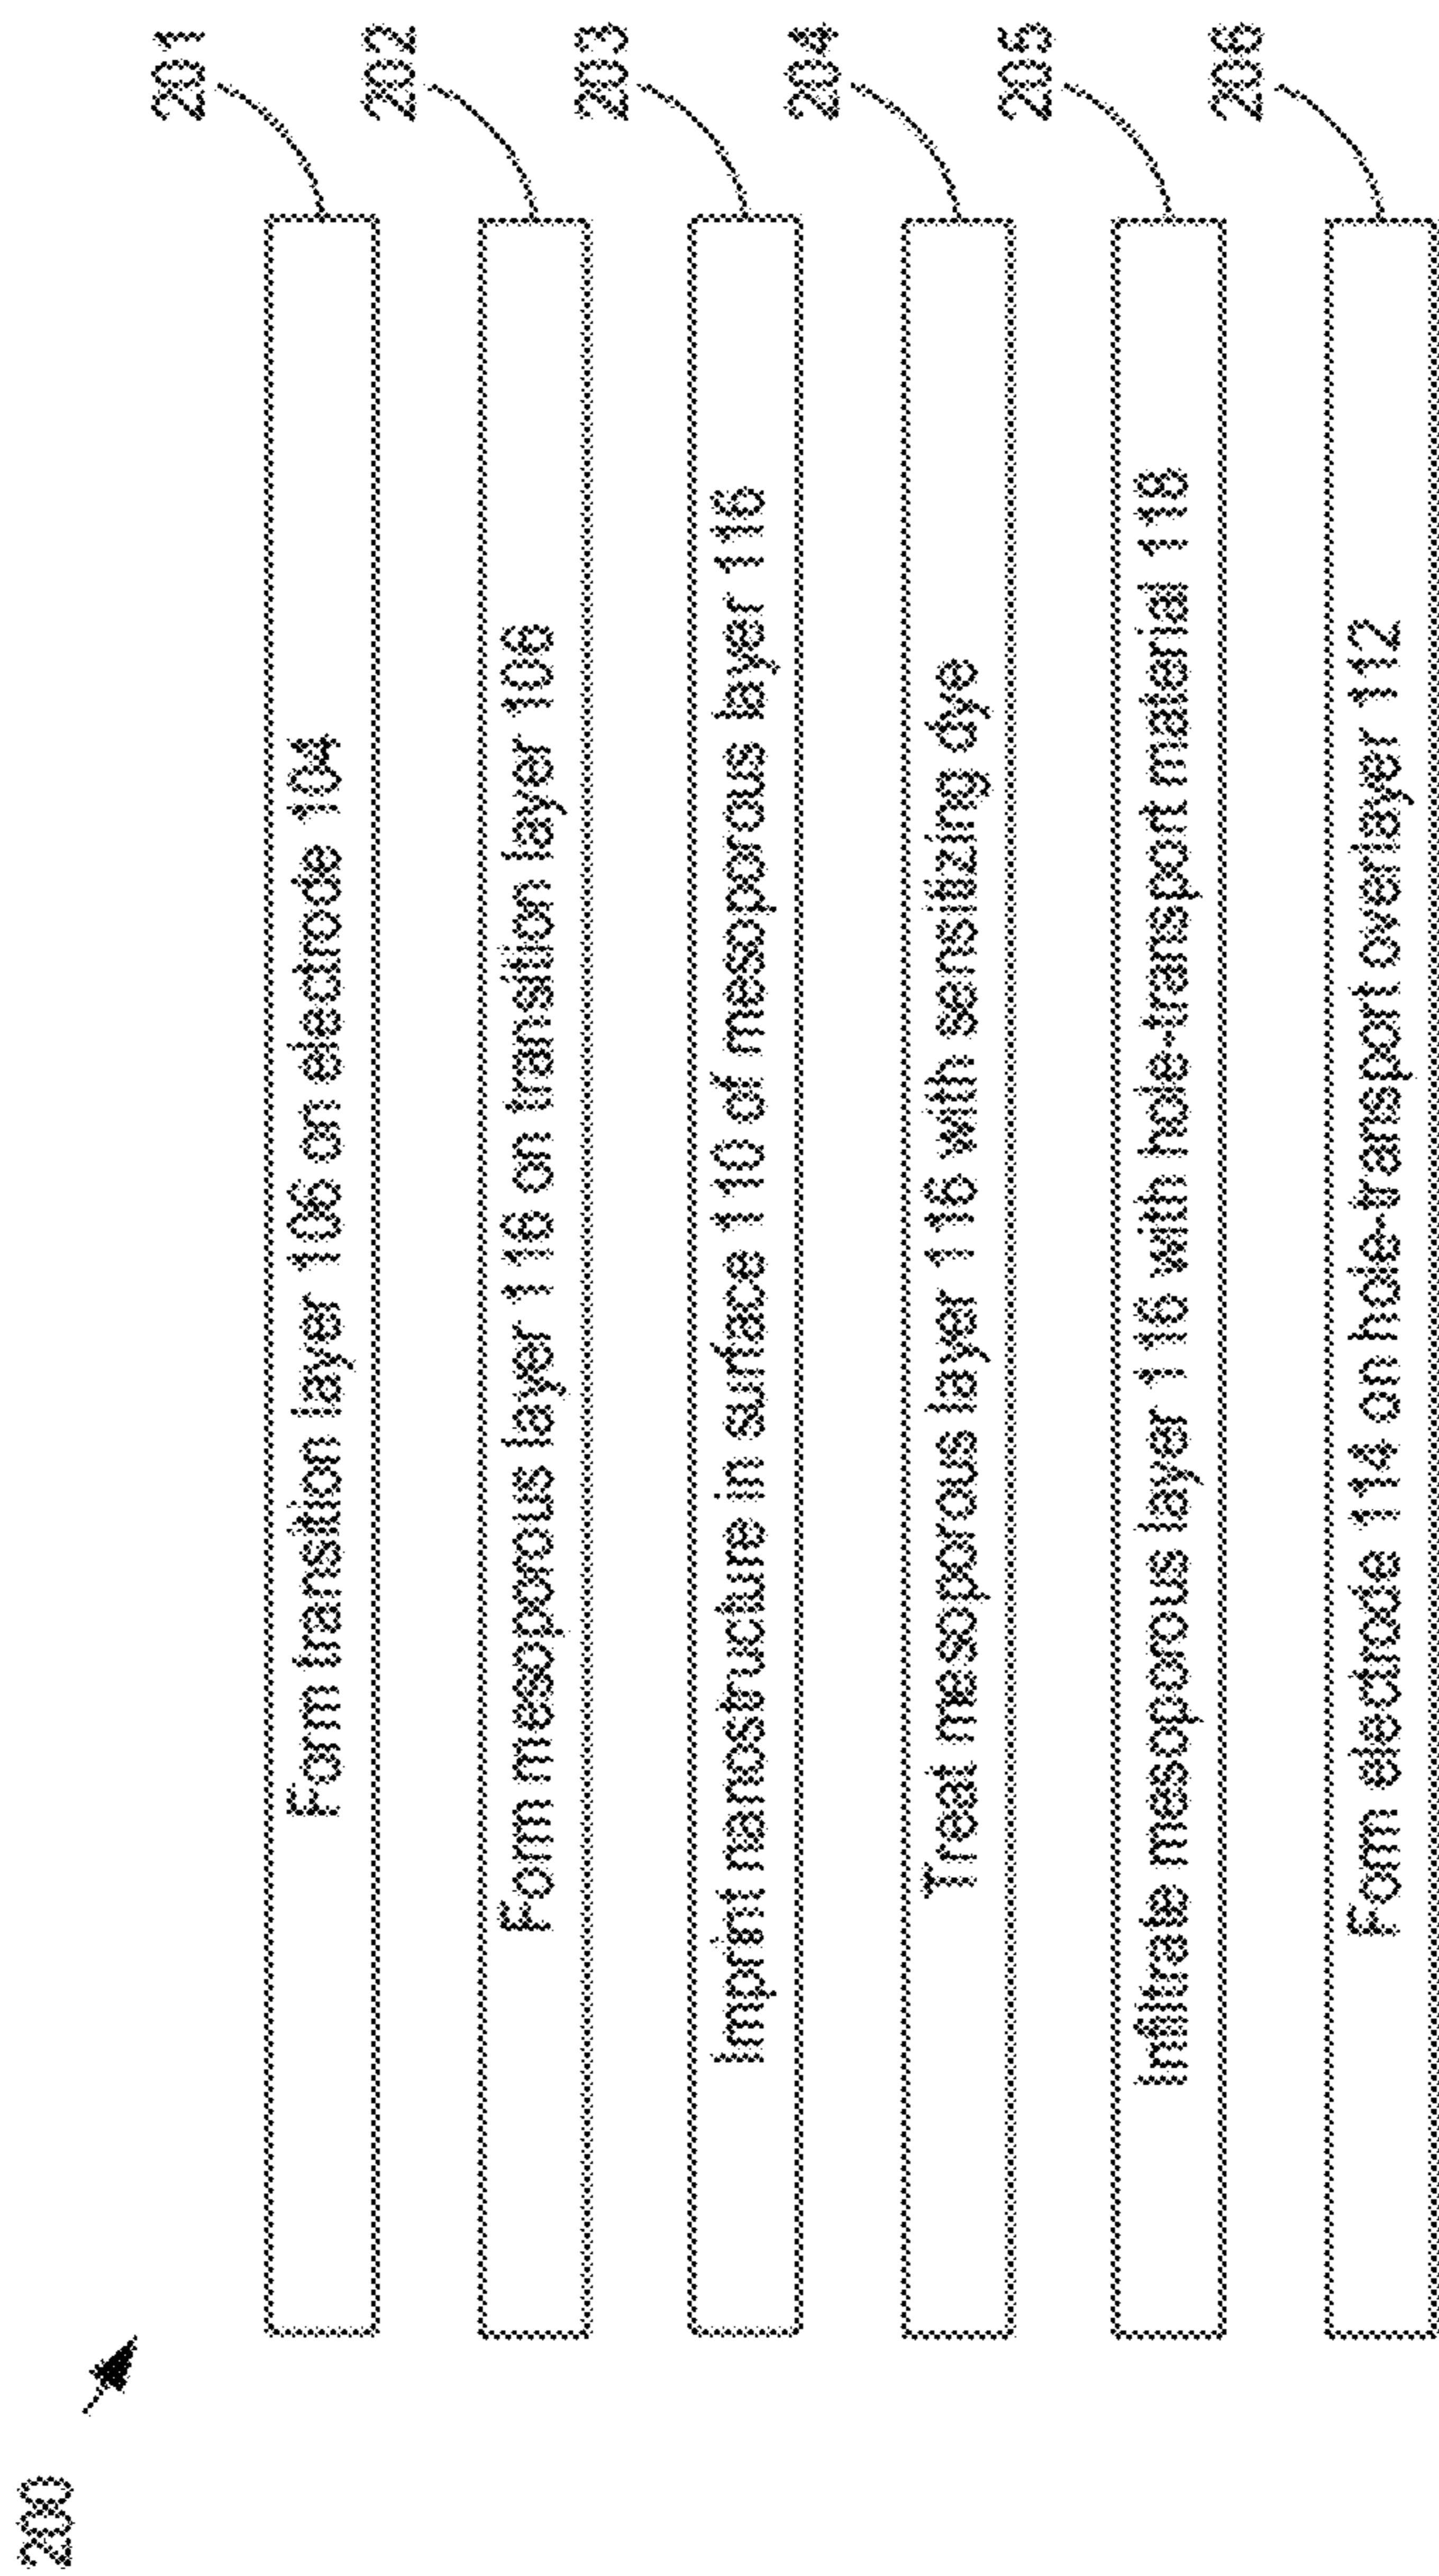 200
Form transition layer 106 on electrode 104
201
Form mesoporous layer 116 on transition layer 106
202
Imprint nanostructure in surface 110 of mesoporous layer 116
203
Treat mesoporous layer 116 with sensitizing dye
204
Infiltrate mesoporous layer 116 with hole-transport material 118
205
Form electrode 114 on hole-transport overlayer 112
206